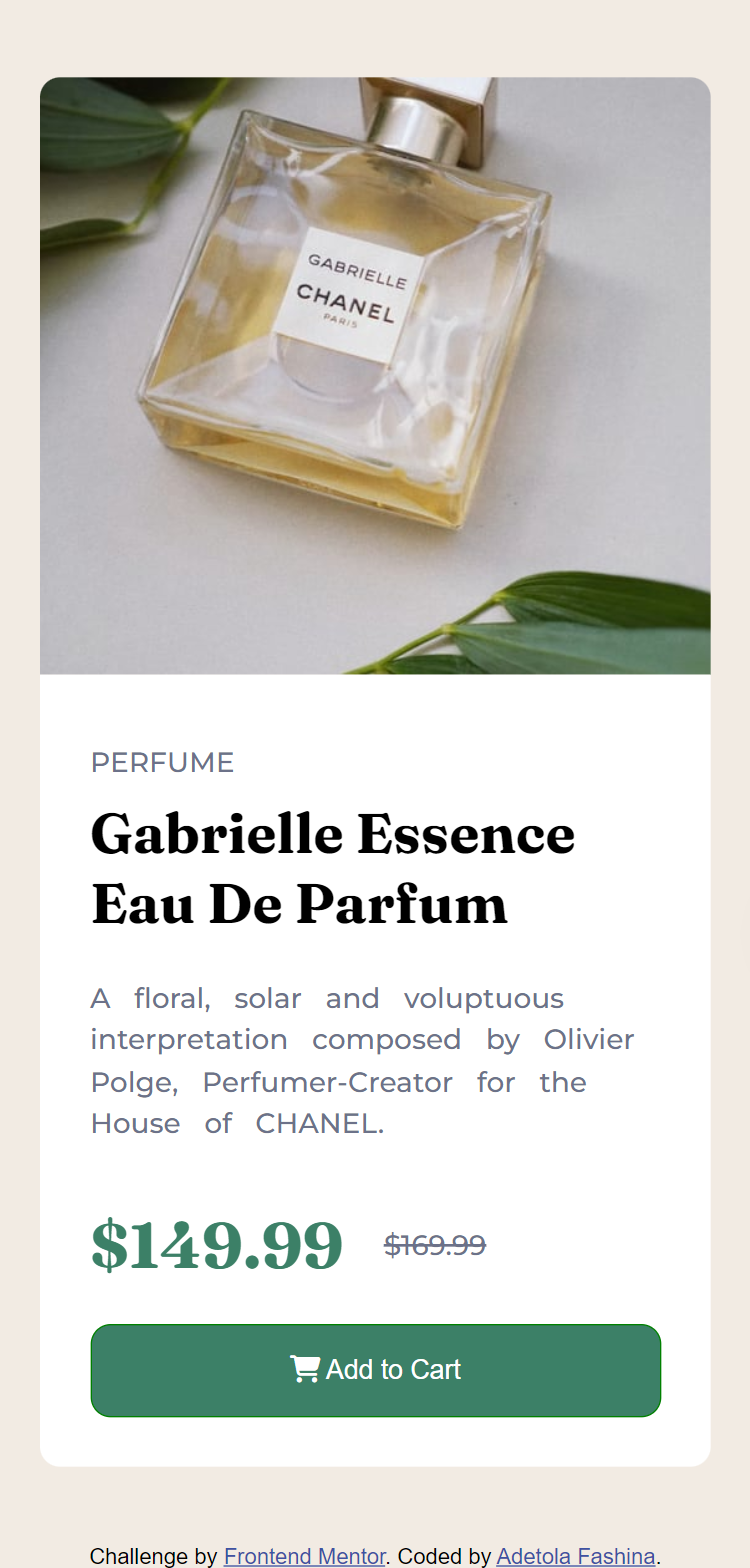 GABRIELLE
CHANEL
PARIS
PERFUME
Gabrielle Essence
Eau De Parfum
A floral, solar and voluptuous
interpretation composed by Olivier
Polge, Perfumer-Creator for the
House of CHANEL.
$149.99 $169.99
Add to Cart
Challenge by Frontend Mentor. Coded by Adetola Fashina.